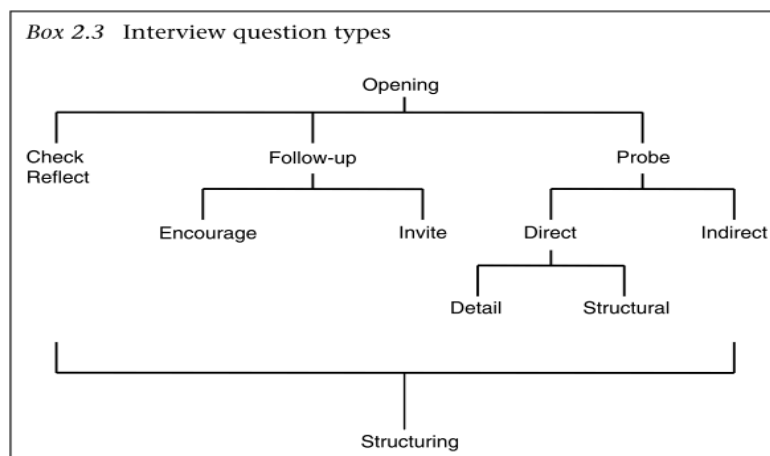 Box 2.3 Interview question types
Opening
Check Follow-up Probe
Reflect
Encourage Invite Direct Indirect
Detail Structural
Structuring